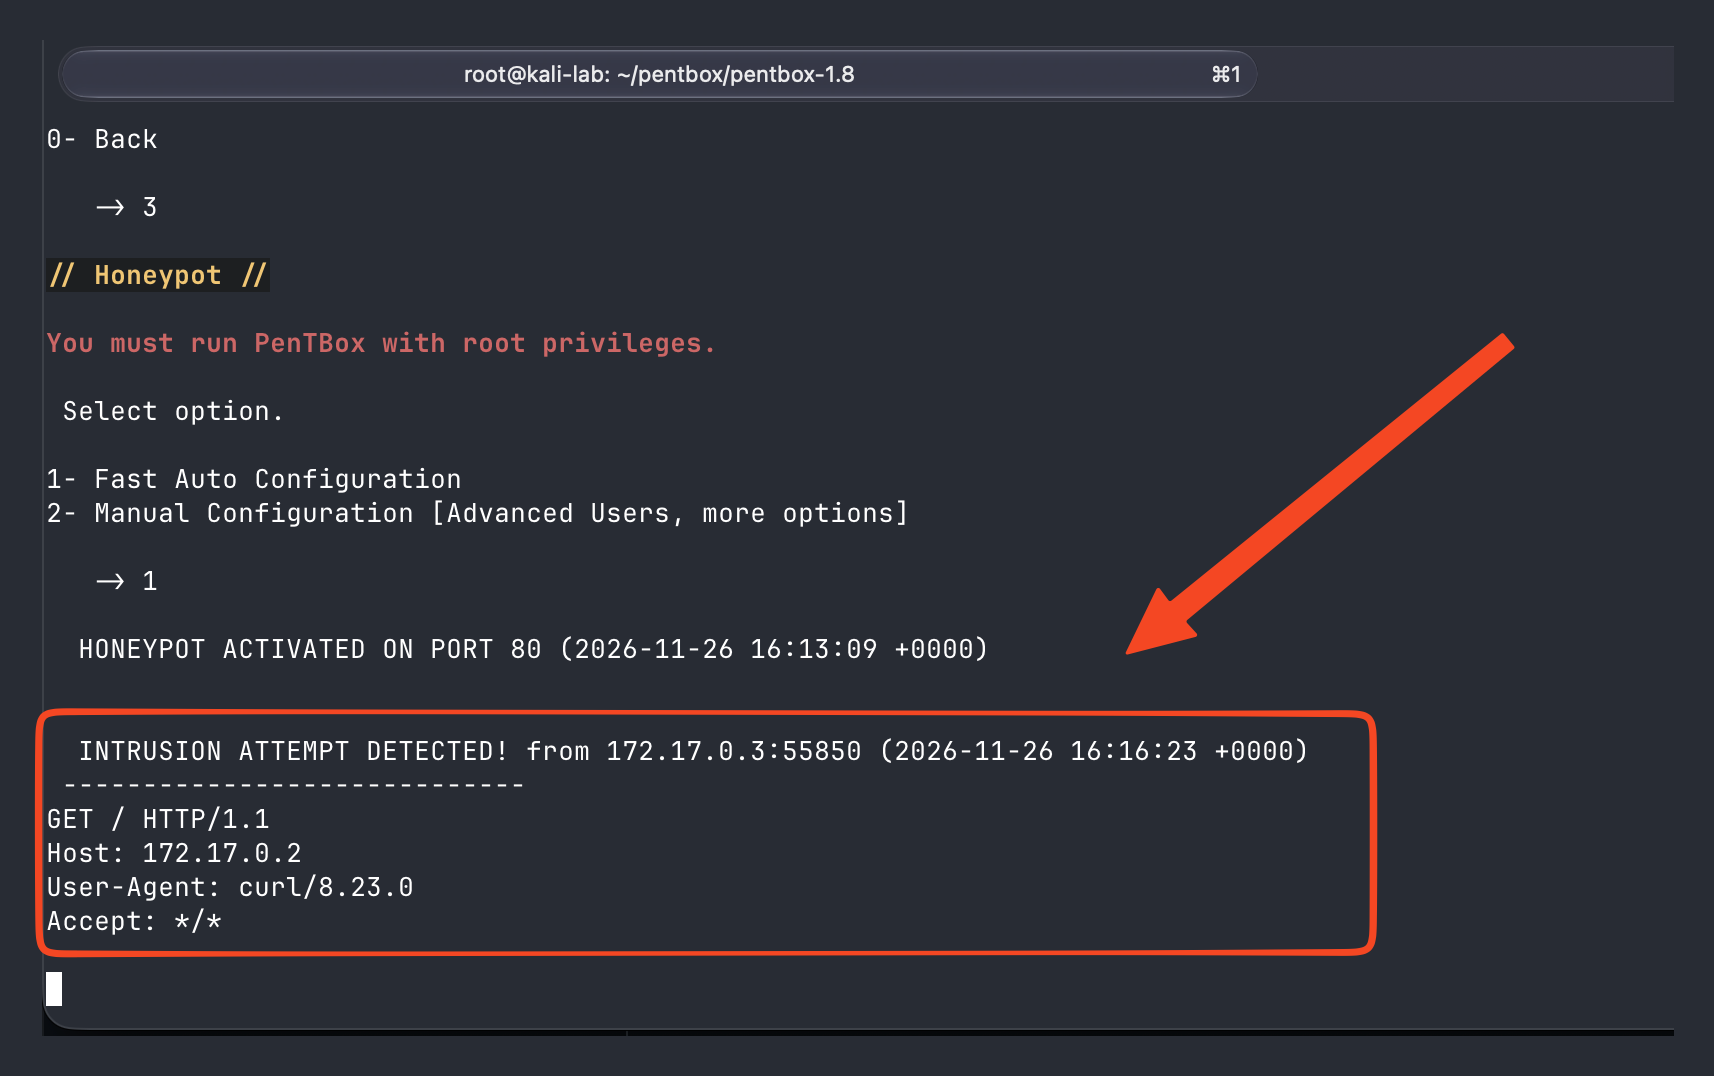 root@kali-lab: ~/pentbox/pentbox-1.8 ⌘1
0- Back
-> 3
// Honeypot //
You must run PenTBox with root privileges.
Select option.
1- Fast Auto Configuration
2- Manual Configuration [Advanced Users, more options]
-> 1
HONEYPOT ACTIVATED ON PORT 80 (2026-11-26 16:13:09 +0000)
INTRUSION ATTEMPT DETECTED! from 172.17.0.3:55850 (2026-11-26 16:16:23 +0000)
-----------------------------
GET / HTTP/1.1
Host: 172.17.0.2
User-Agent: curl/8.23.0
Accept: */*